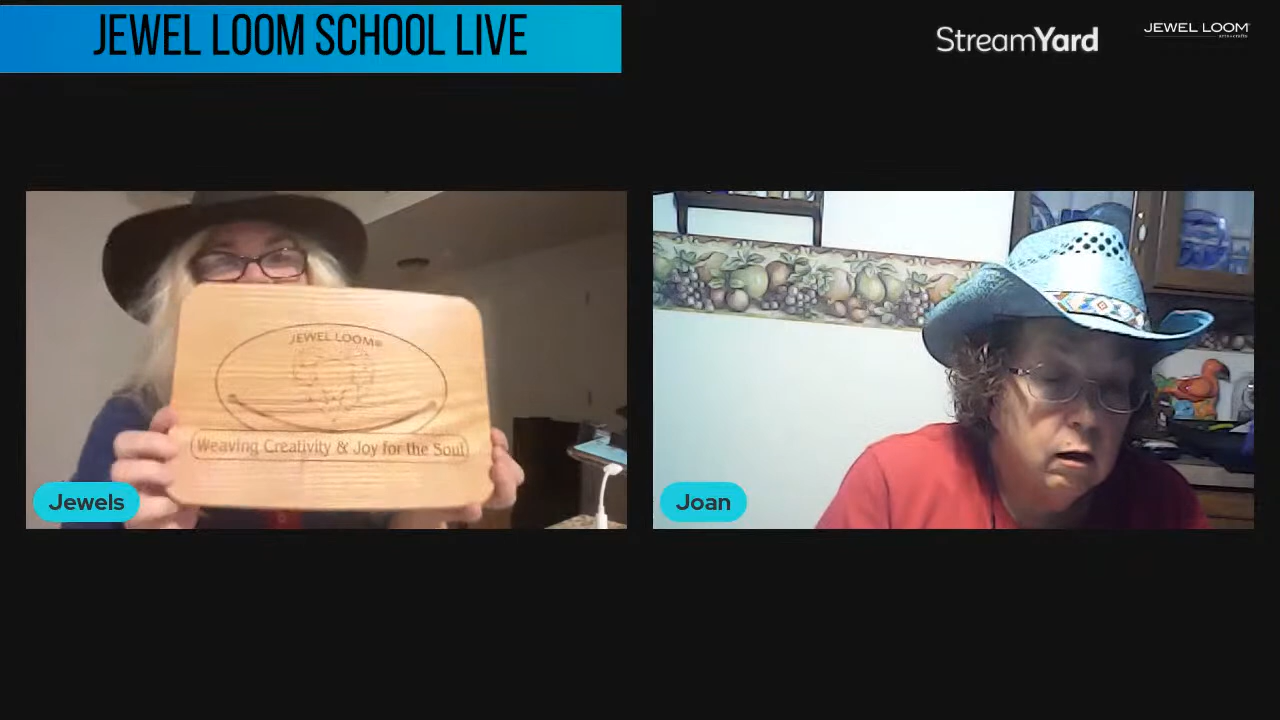 JEWEL LOOM SCHOOL LIVE
StreamYard
JEWEL LOOM
JEWEL LOOM®
Weaving Creativity & Joy for the Soul
Jewels
Joan